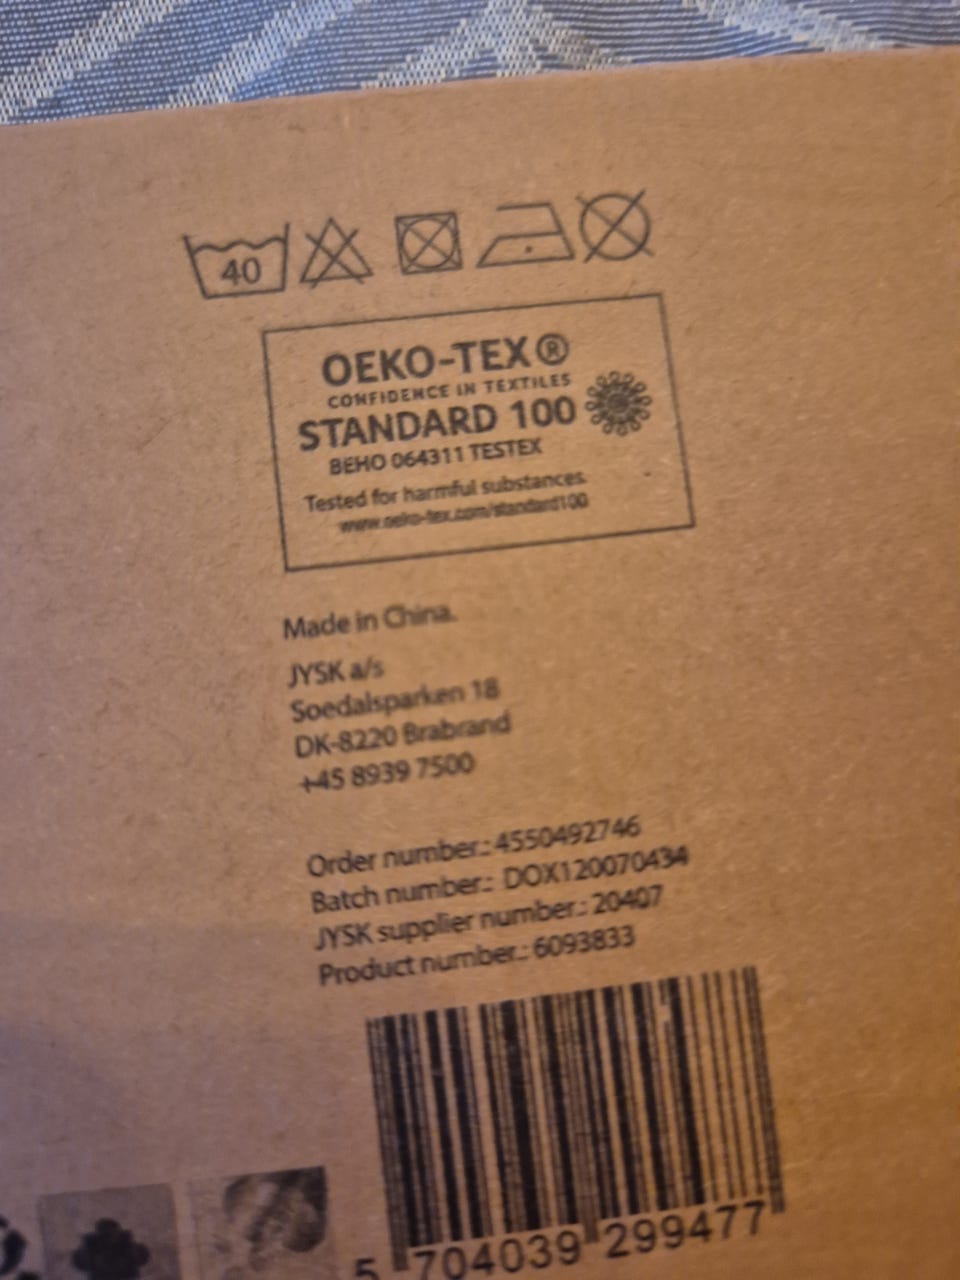 40
OEKO-TEX®
CONFIDENCE IN TEXTILES
STANDARD 100
BEHO 064311 TESTEX
Tested for harmful substances.
www.oeko-tex.com/standard100
Made in China.
JYSK a/s
Soedalsparken 18
DK-8220 Brabrand
+45 8939 7500
Order number.: 4550492746
Batch number.: DOX120070434
JYSK supplier number.: 20407
Product number.: 6093833
5 704039 299477